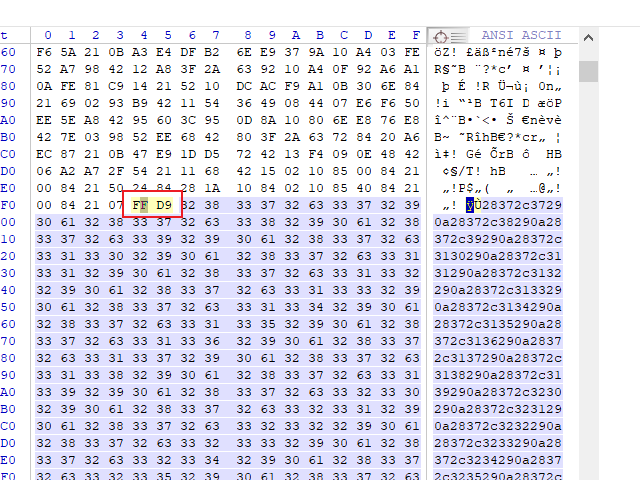 t 0 1 2 3 4 5 6 7 8 9 A B C D E F ANSI ASCII
60 F6 5A 21 0B A3 E4 DF B2 6E E9 37 9A 10 A4 03 FE öZ! £äß²né7š ¤ þ
70 52 A7 98 42 12 A8 3F 2A 63 92 10 A4 0F 92 A6 A1 R§˜B ¨?*c’ ¤ ’¦¡
80 0A FE 81 C9 14 21 52 10 DC AC F9 A1 0B 30 6E 84 þ É !R Ü¬ù¡ 0n„
90 21 69 02 93 B9 42 11 54 36 49 08 44 07 E6 F6 50 !i “¹B T6I D æöP
A0 EE 5E A8 42 95 60 3C 95 0D 8A 10 80 6E E8 76 E8 î^¨B•`<• Š €nèvè
B0 42 7E 03 98 52 EE 68 42 80 3F 2A 63 72 84 20 A6 B~ ˜RîhB€?*cr„ ¦
C0 EC 87 21 0B 47 E9 1D D5 72 42 13 F4 09 0E 48 42 ì‡! Gé ÕrB ô HB
D0 06 A2 A7 2F 54 21 11 68 42 15 02 10 85 00 84 21 ¢§/T! hB … „!
E0 00 84 21 50 24 84 28 1A 10 84 02 10 85 40 84 21 „!P$„( „ …@„!
F0 00 84 21 07 FF D9 32 38 33 37 32 63 33 37 32 39 „! ÿÙ28372c3729
00 30 61 32 38 33 37 32 63 33 38 32 39 30 61 32 38 0a28372c38290a28
10 33 37 32 63 33 39 32 39 30 61 32 38 33 37 32 63 372c39290a28372c
20 33 31 33 30 32 39 30 61 32 38 33 37 32 63 33 31 3130290a28372c31
30 33 31 32 39 30 61 32 38 33 37 32 63 33 31 33 32 31290a28372c3132
40 32 39 30 61 32 38 33 37 32 63 33 31 33 33 32 39 290a28372c313329
50 30 61 32 38 33 37 32 63 33 31 33 34 32 39 30 61 0a28372c3134290a
60 32 38 33 37 32 63 33 31 33 35 32 39 30 61 32 38 28372c3135290a28
70 33 37 32 63 33 31 33 36 32 39 30 61 32 38 33 37 372c3136290a2837
80 32 63 33 31 33 37 32 39 30 61 32 38 33 37 32 63 2c3137290a28372c
90 33 31 33 38 32 39 30 61 32 38 33 37 32 63 33 31 3138290a28372c31
A0 33 39 32 39 30 61 32 38 33 37 32 63 33 32 33 30 39290a28372c3230
B0 32 39 30 61 32 38 33 37 32 63 33 32 33 31 32 39 290a28372c323129
C0 30 61 32 38 33 37 32 63 33 32 33 32 32 39 30 61 0a28372c3232290a
D0 32 38 33 37 32 63 33 32 33 33 32 39 30 61 32 38 28372c3233290a28
E0 33 37 32 63 33 32 33 34 32 39 30 61 32 38 33 37 372c3234290a2837
F0 32 63 33 32 33 35 32 39 30 61 32 38 33 37 32 63 2c3235290a28372c